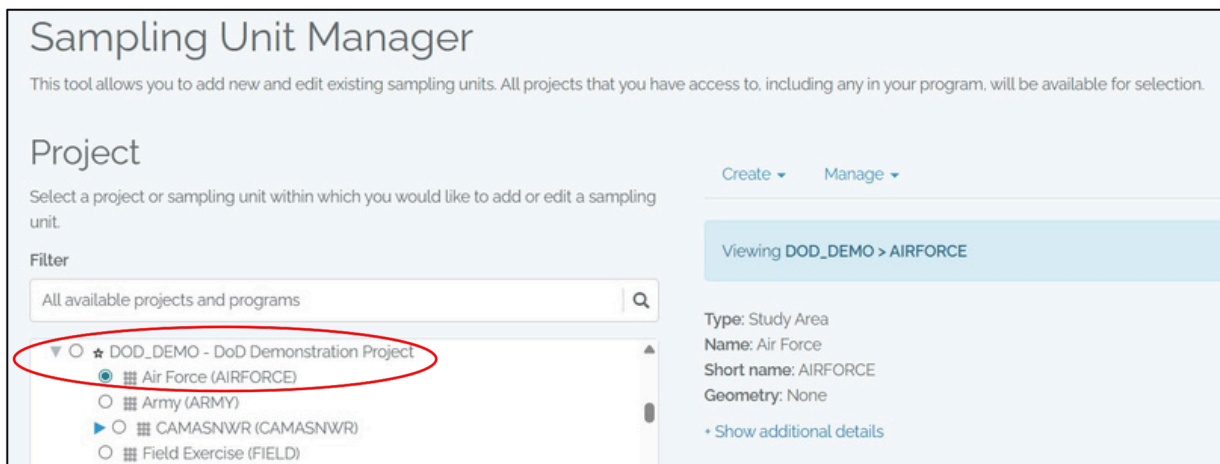 Sampling Unit Manager
This tool allows you to add new and edit existing sampling units. All projects that you have access to, including any in your program, will be available for selection.
Project
Select a project or sampling unit within which you would like to add or edit a sampling
unit.
Filter
All available projects and programs
DOD_DEMO - DoD Demonstration Project
Air Force (AIRFORCE)
Army (ARMY)
CAMASNWR (CAMASNWR)
Field Exercise (FIELD)
Create Manage
Viewing DOD_DEMO > AIRFORCE
Type: Study Area
Name: Air Force
Short name: AIRFORCE
Geometry: None
+ Show additional details